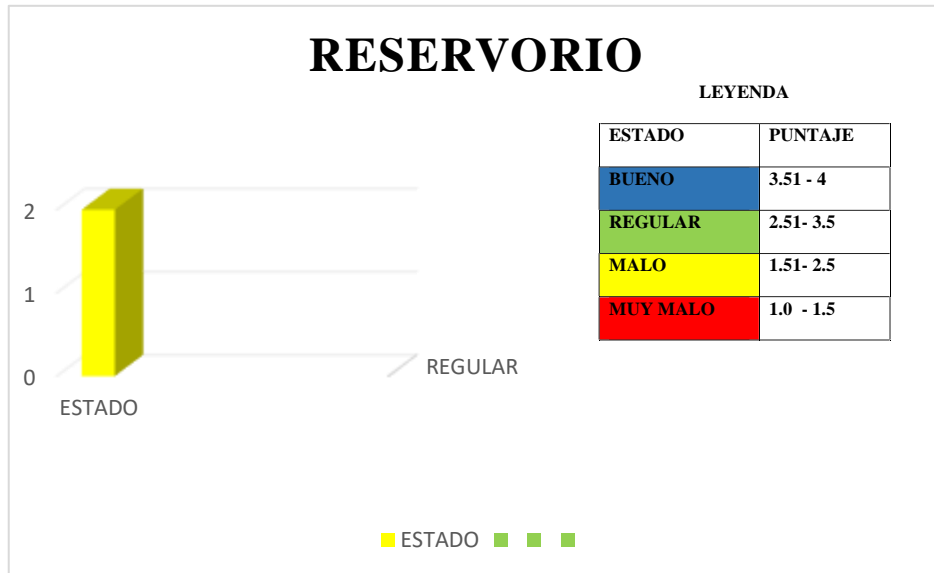 RESERVORIO
LEYENDA
ESTADO PUNTAJE
BUENO 3.51 - 4
REGULAR 2.51- 3.5
MALO 1.51- 2.5
MUY MALO 1.0 - 1.5
2
1
0
REGULAR
ESTADO
ESTADO